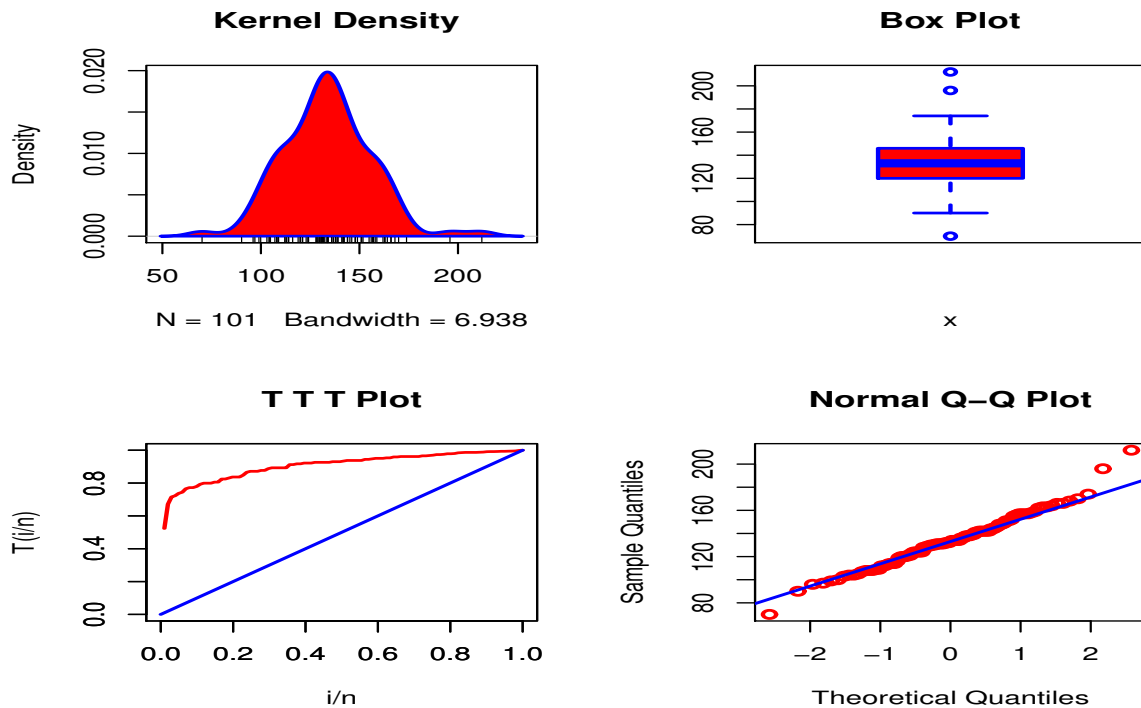 Kernel Density
Density
0.000 0.010 0.020
50 100 150 200
N = 101 Bandwidth = 6.938
Box Plot
80 120 160 200
x
T T T Plot
T(i/n)
0.0 0.4 0.8
0.0 0.2 0.4 0.6 0.8 1.0
i/n
Normal Q−Q Plot
Sample Quantiles
80 120 160 200
−2 −1 0 1 2
Theoretical Quantiles